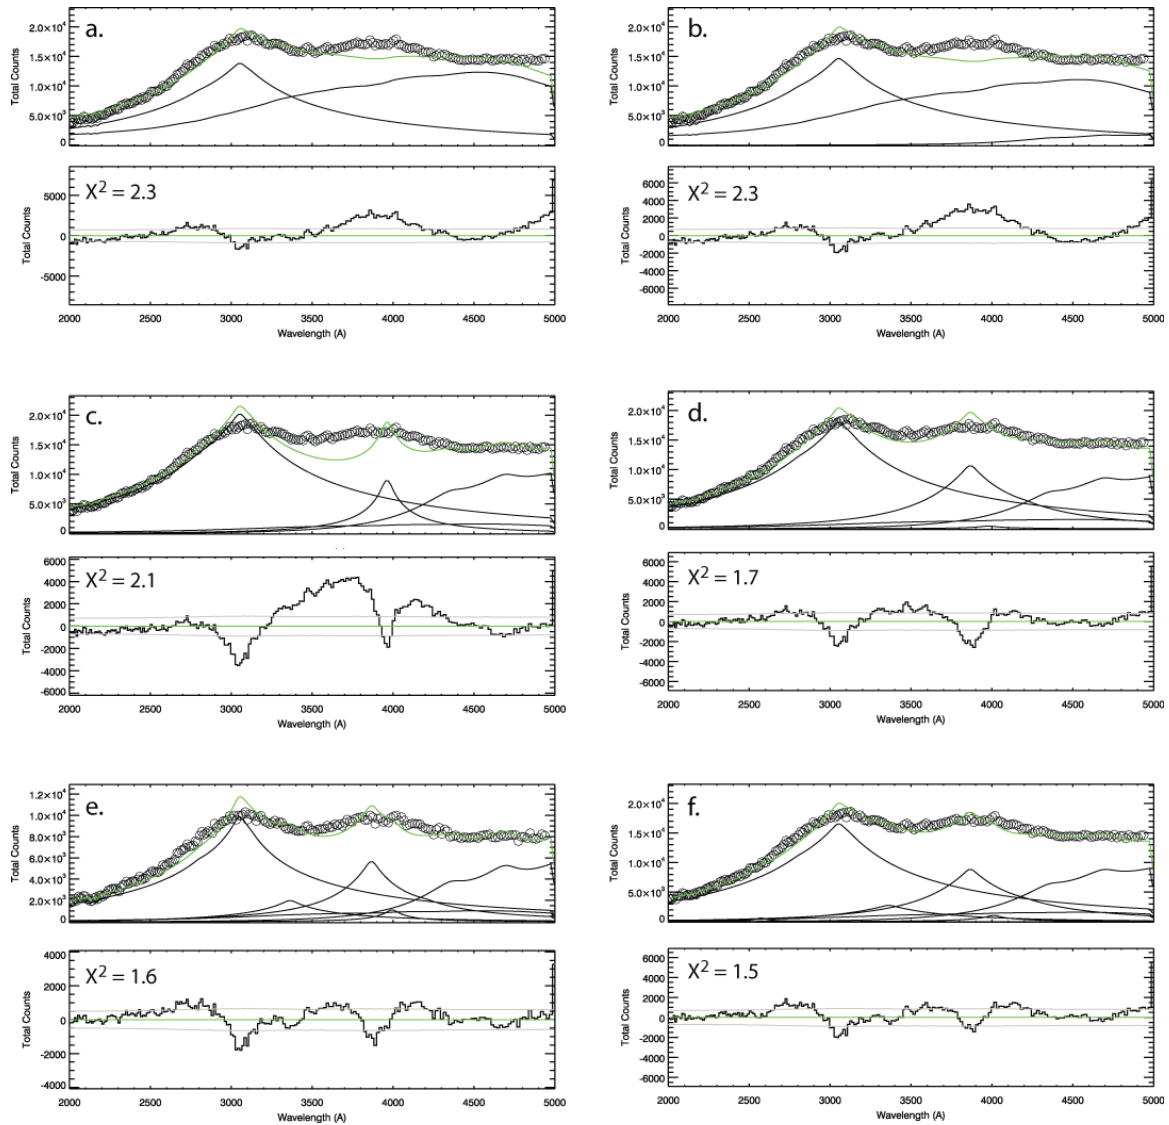 a.
Total Counts
2.0×10⁴
1.5×10⁴
1.0×10⁴
5.0×10³
0
X² = 2.3
Total Counts
5000
0
-5000
2000 2500 3000 3500 4000 4500 5000
Wavelength (A)
b.
Total Counts
2.0×10⁴
1.5×10⁴
1.0×10⁴
5.0×10³
0
X² = 2.3
Total Counts
6000
4000
2000
0
-2000
-4000
-6000
2000 2500 3000 3500 4000 4500 5000
Wavelength (A)
c.
Total Counts
2.0×10⁴
1.5×10⁴
1.0×10⁴
5.0×10³
0
X² = 2.1
Total Counts
6000
4000
2000
0
-2000
-4000
-6000
2000 2500 3000 3500 4000 4500 5000
Wavelength (A)
d.
Total Counts
2.0×10⁴
1.5×10⁴
1.0×10⁴
5.0×10³
0
X² = 1.7
Total Counts
6000
4000
2000
0
-2000
-4000
-6000
2000 2500 3000 3500 4000 4500 5000
Wavelength (A)
e.
Total Counts
1.2×10⁴
1.0×10⁴
8.0×10³
6.0×10³
4.0×10³
2.0×10³
0
X² = 1.6
Total Counts
4000
2000
0
-2000
-4000
2000 2500 3000 3500 4000 4500 5000
Wavelength (A)
f.
Total Counts
2.0×10⁴
1.5×10⁴
1.0×10⁴
5.0×10³
0
X² = 1.5
Total Counts
6000
4000
2000
0
-2000
-4000
-6000
2000 2500 3000 3500 4000 4500 5000
Wavelength (A)